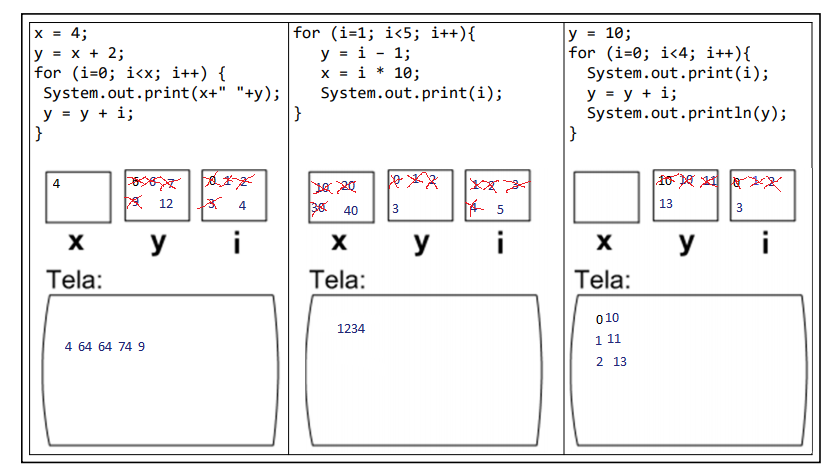 x = 4;
y = x + 2;
for (i=0; i<x; i++) {
System.out.print(x+" "+y);
y = y + i;
}
4
6 6 7
9 12
0 1 2
3 4
x y i
Tela:
4 64 64 74 9
for (i=1; i<5; i++){
y = i – 1;
x = i * 10;
System.out.print(i);
}
10 20
30 40
0 1 2
3
1 2 3
4 5
x y i
Tela:
1234
y = 10;
for (i=0; i<4; i++){
System.out.print(i);
y = y + i;
System.out.println(y);
}
10 10 11
13
0 1 2
3
x y i
Tela:
0 10
1 11
2 13